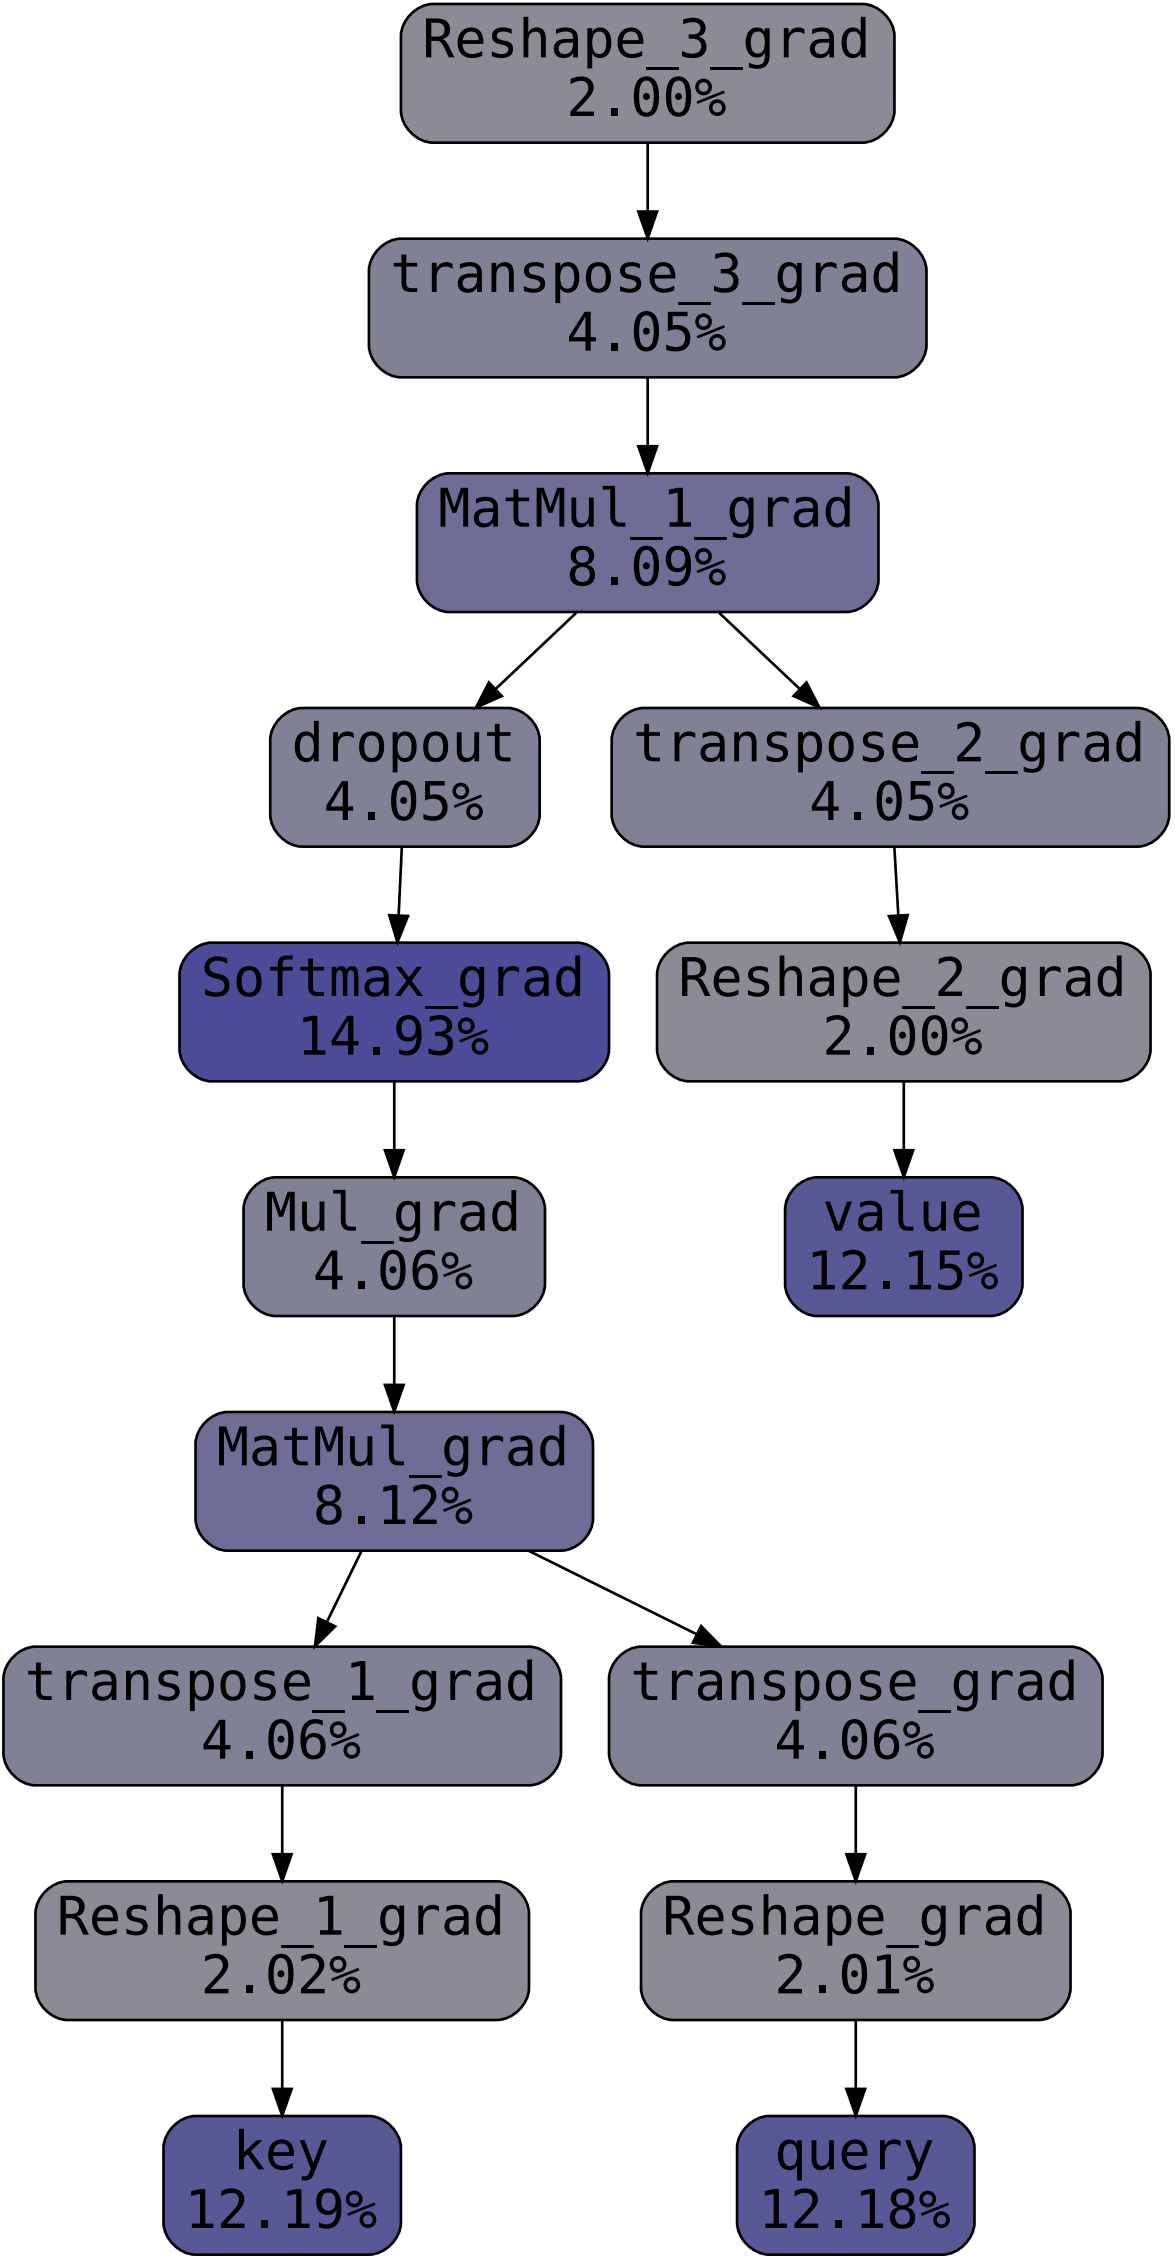 Reshape_3_grad
2.00%
transpose_3_grad
4.05%
MatMul_1_grad
8.09%
dropout
4.05%
transpose_2_grad
4.05%
Softmax_grad
14.93%
Reshape_2_grad
2.00%
Mul_grad
4.06%
value
12.15%
MatMul_grad
8.12%
transpose_1_grad
4.06%
transpose_grad
4.06%
Reshape_1_grad
2.02%
Reshape_grad
2.01%
key
12.19%
query
12.18%